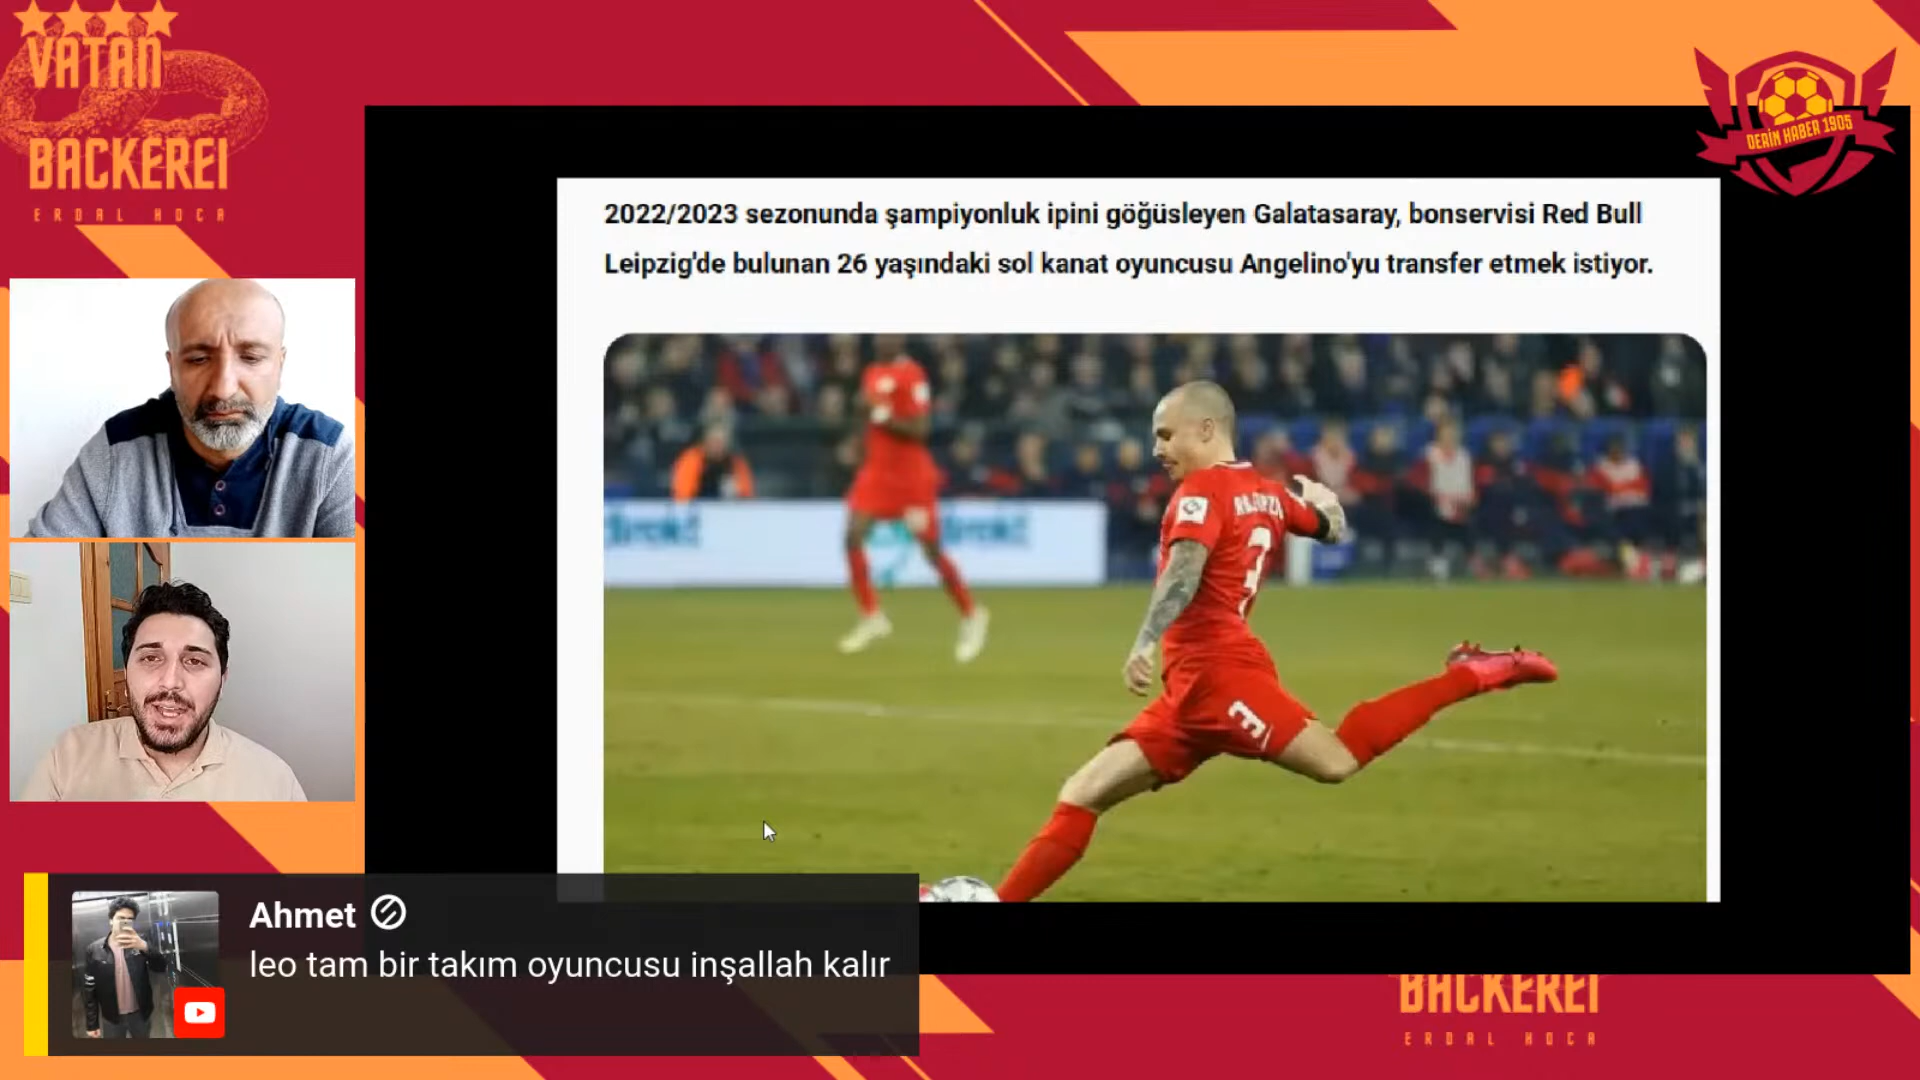 VATAN
BACKEREI
ERDAL HOCA
DERİN HABER 1905
2022/2023 sezonunda şampiyonluk ipini göğüsleyen Galatasaray, bonservisi Red Bull
Leipzig'de bulunan 26 yaşındaki sol kanat oyuncusu Angelino'yu transfer etmek istiyor.
3
3
Ahmet
leo tam bir takım oyuncusu inşallah kalır
BACKEREI
ERDAL HOCA